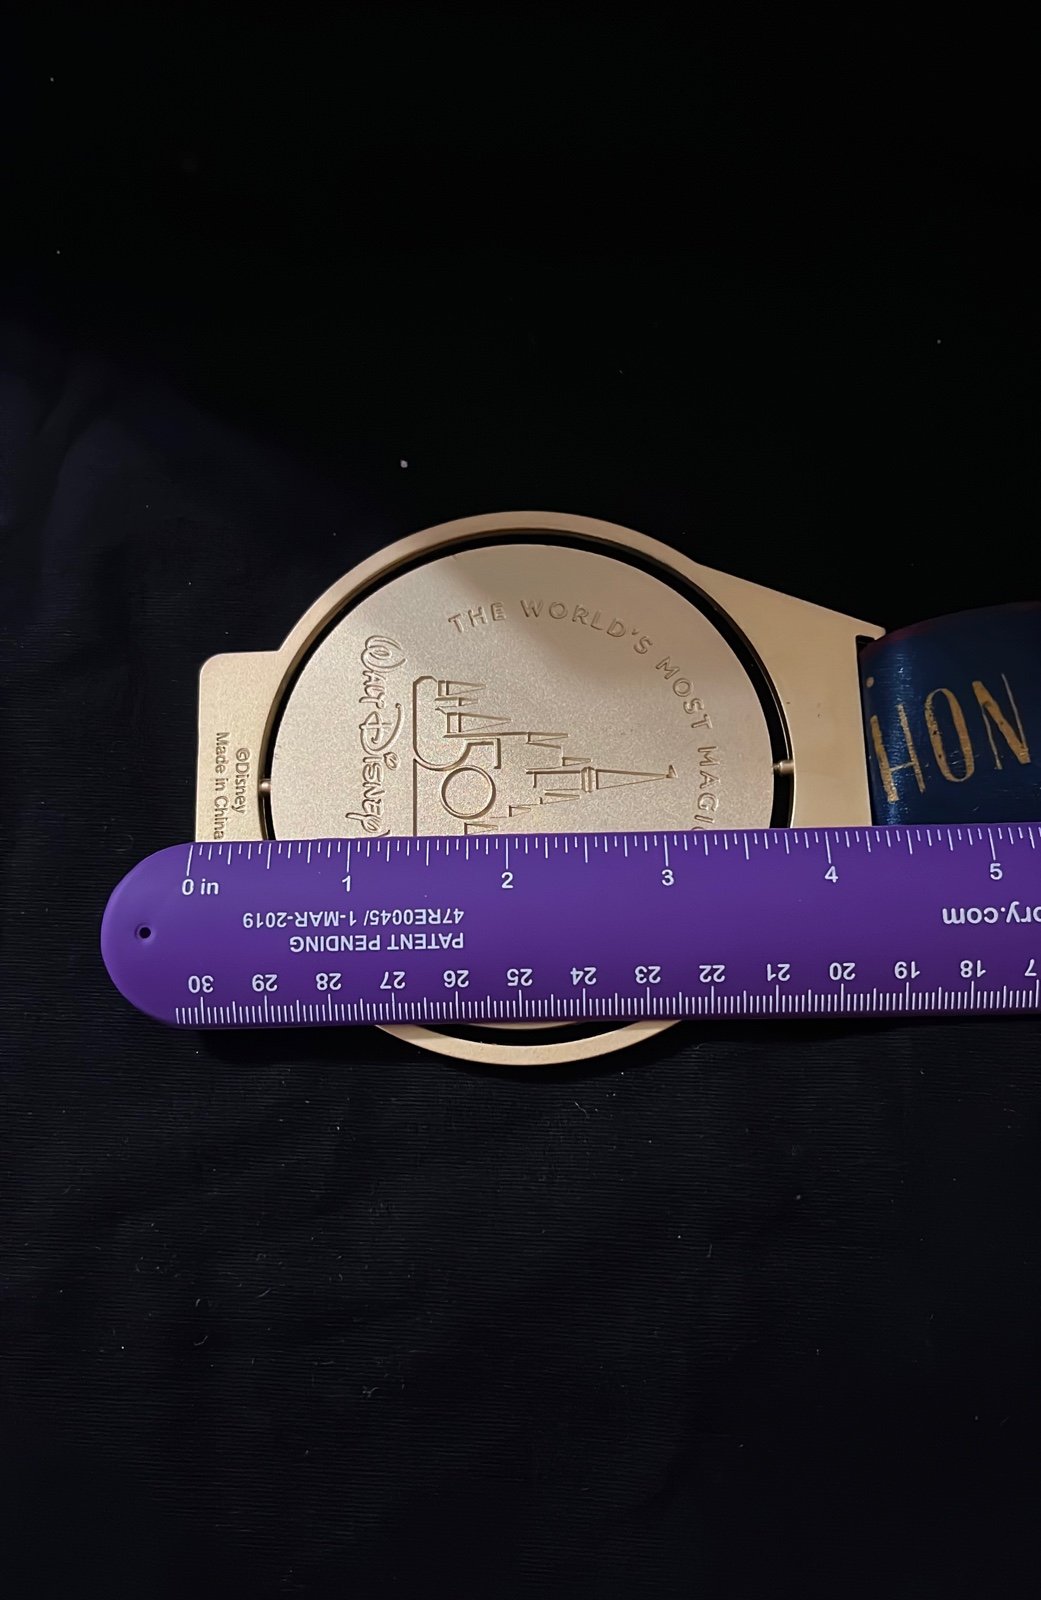 THE WORLD'S MOST MAGIC
WALT DISNEY
50
©Disney
Made in China
HON
0 in 1 2 3 4 5
47RE0045/ 1-MAR-2019
PATENT PENDING
ory.com
30 29 28 27 26 25 24 23 22 21 20 19 18 7